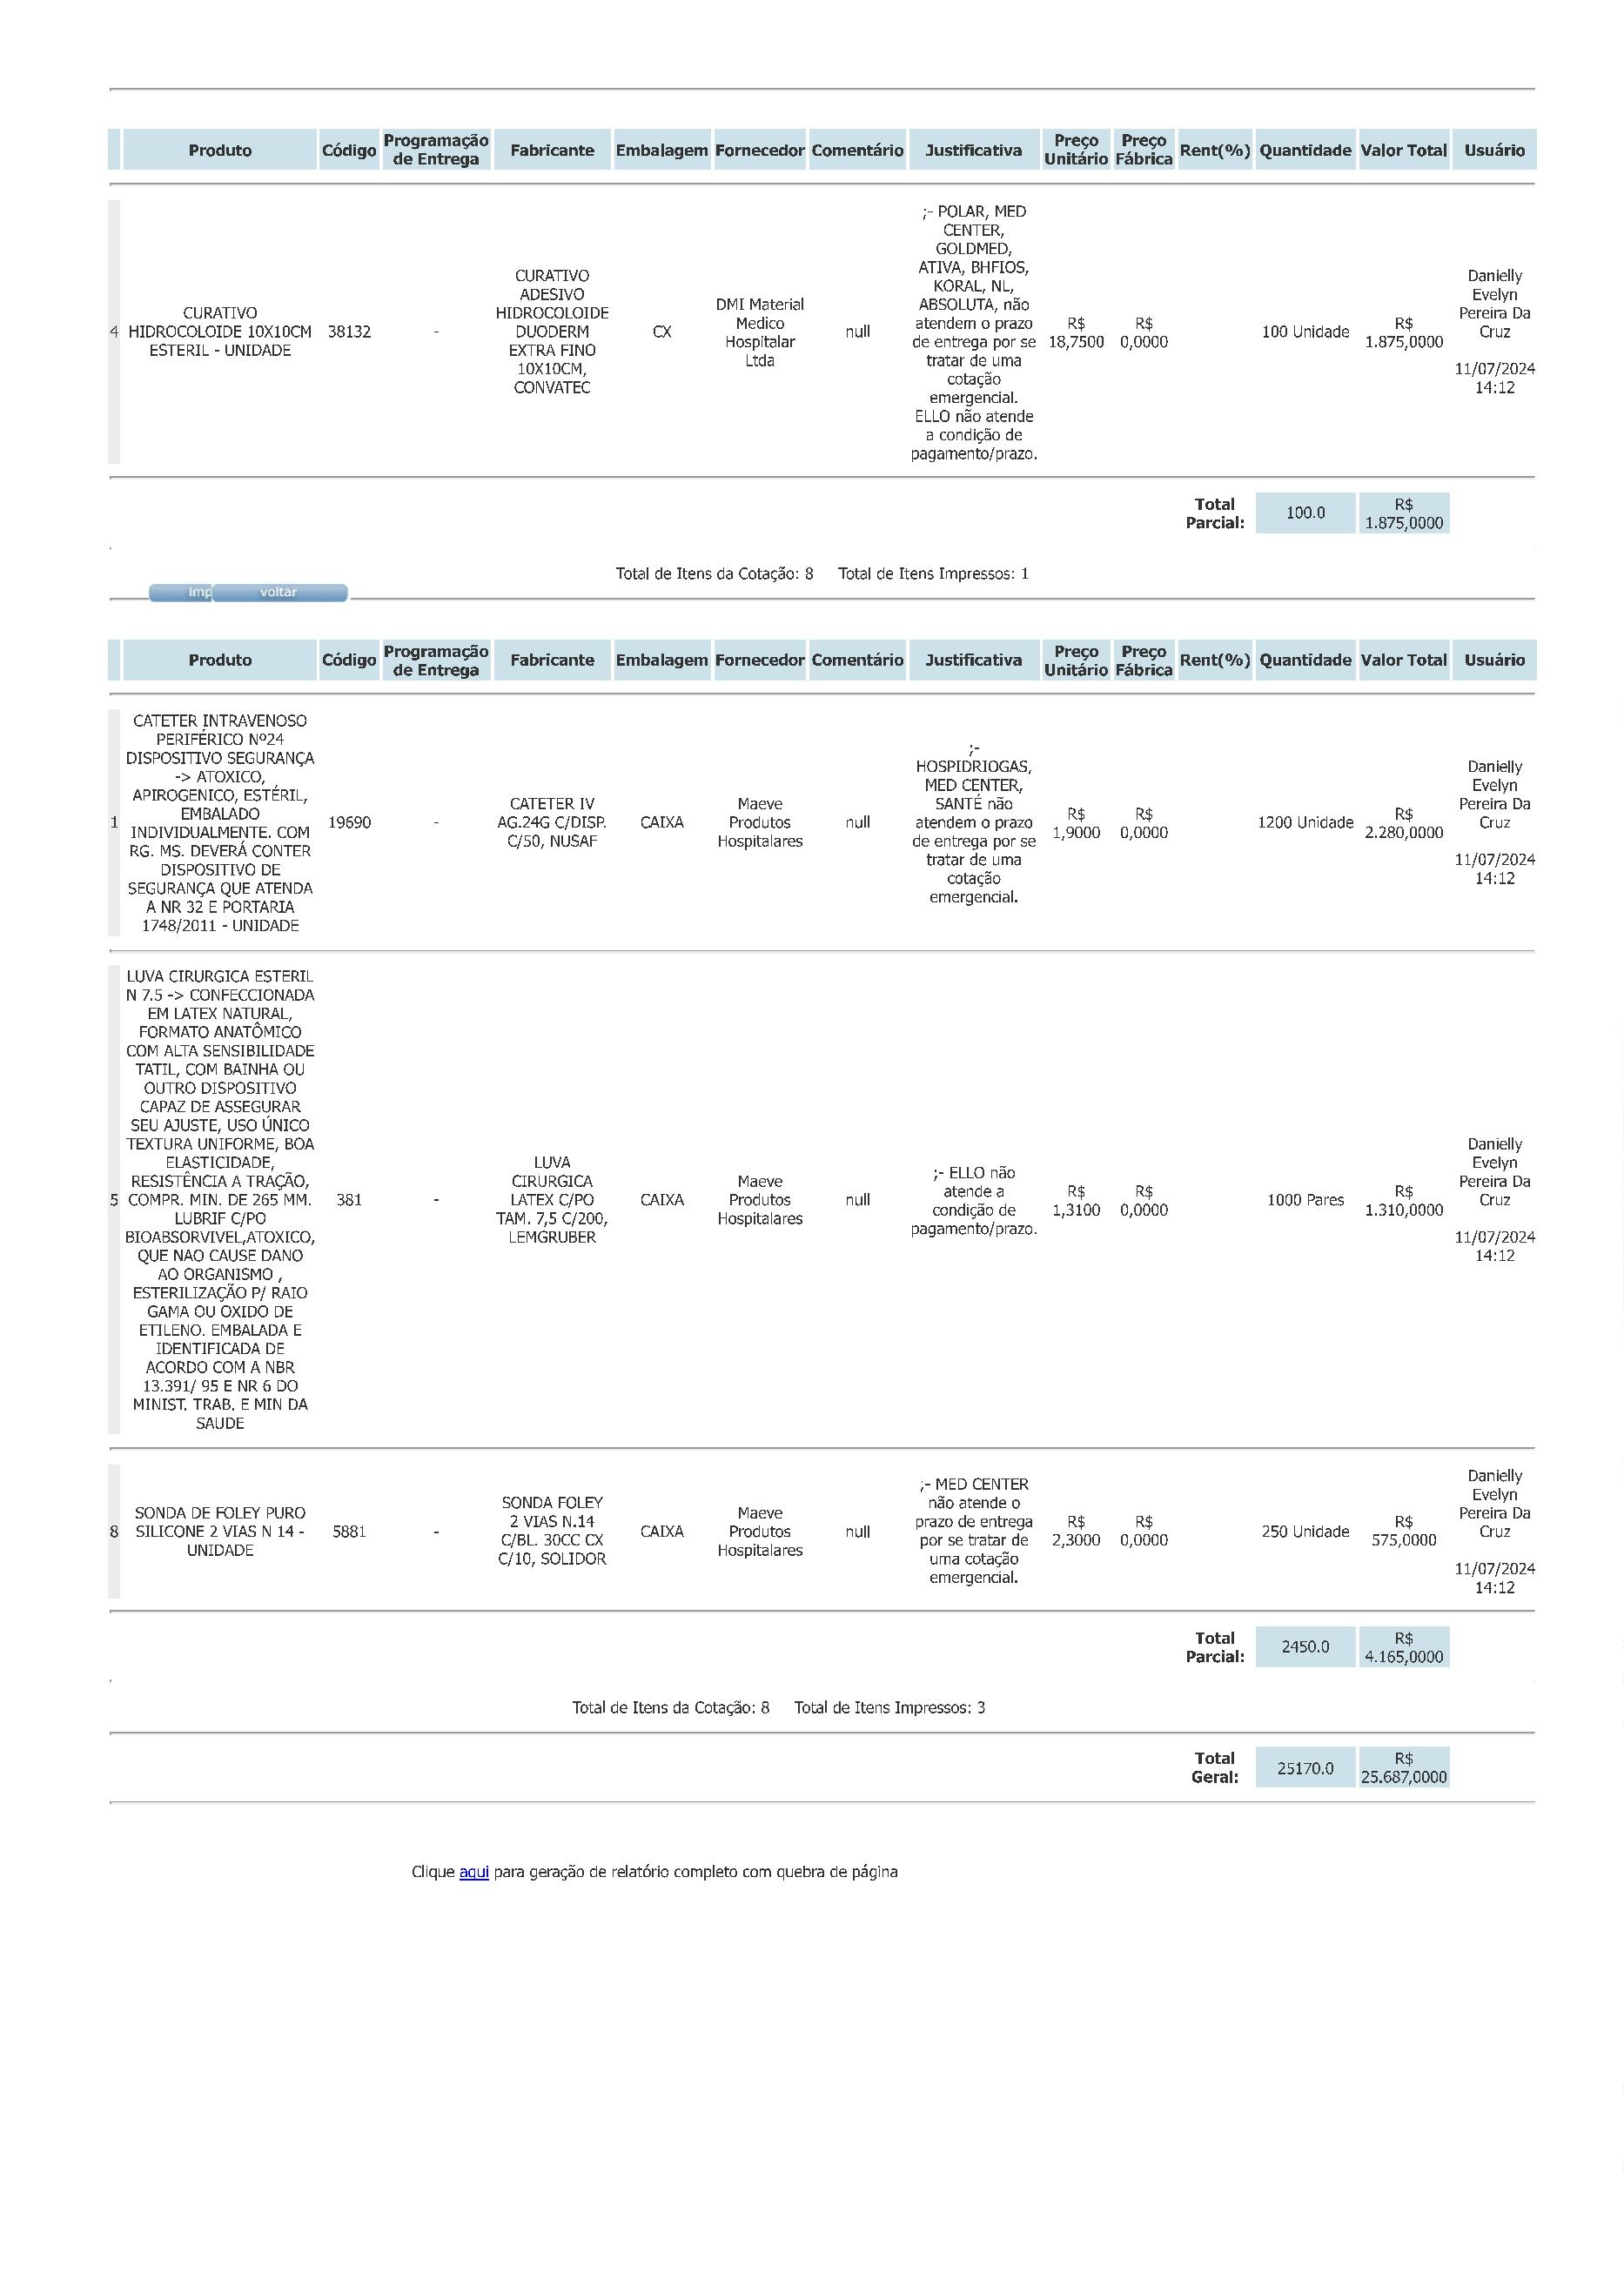 Produto Código Programação de Entrega Fabricante Embalagem Fornecedor Comentário Justificativa Preço Unitário Preço Fábrica Rent(%) Quantidade Valor Total Usuário
4
CURATIVO
HIDROCOLOIDE 10X10CM
ESTERIL - UNIDADE
38132
-
CURATIVO
ADESIVO
HIDROCOLOIDE
DUODERM
EXTRA FINO
10X10CM,
CONVATEC
CX
DMI Material
Medico
Hospitalar
Ltda
null
;- POLAR, MED
CENTER,
GOLDMED,
ATIVA, BHFIOS,
KORAL, NL,
ABSOLUTA, não
atendem o prazo
de entrega por se
tratar de uma
cotação
emergencial.
ELLO não atende
a condição de
pagamento/prazo.
R$
18,7500
R$
0,0000
100 Unidade
R$
1.875,0000
Danielly
Evelyn
Pereira Da
Cruz
11/07/2024
14:12
Total
Parcial:
100.0
R$
1.875,0000
Total de Itens da Cotação: 8 Total de Itens Impressos: 1
imp voltar
Produto Código Programação de Entrega Fabricante Embalagem Fornecedor Comentário Justificativa Preço Unitário Preço Fábrica Rent(%) Quantidade Valor Total Usuário
1
CATETER INTRAVENOSO
PERIFÉRICO Nº24
DISPOSITIVO SEGURANÇA
-> ATOXICO,
APIROGENICO, ESTÉRIL,
EMBALADO
INDIVIDUALMENTE. COM
RG. MS. DEVERÁ CONTER
DISPOSITIVO DE
SEGURANÇA QUE ATENDA
A NR 32 E PORTARIA
1748/2011 - UNIDADE
19690
-
CATETER IV
AG.24G C/DISP.
C/50, NUSAF
CAIXA
Maeve
Produtos
Hospitalares
null
;-
HOSPIDRIOGAS,
MED CENTER,
SANTÉ não
atendem o prazo
de entrega por se
tratar de uma
cotação
emergencial.
R$
1,9000
R$
0,0000
1200 Unidade
R$
2.280,0000
Danielly
Evelyn
Pereira Da
Cruz
11/07/2024
14:12
5
LUVA CIRURGICA ESTERIL
N 7.5 -> CONFECCIONADA
EM LATEX NATURAL,
FORMATO ANATÔMICO
COM ALTA SENSIBILIDADE
TATIL, COM BAINHA OU
OUTRO DISPOSITIVO
CAPAZ DE ASSEGURAR
SEU AJUSTE, USO ÚNICO
TEXTURA UNIFORME, BOA
ELASTICIDADE,
RESISTÊNCIA A TRAÇÃO,
COMPR. MIN. DE 265 MM.
LUBRIF C/PO
BIOABSORVIVEL,ATOXICO,
QUE NAO CAUSE DANO
AO ORGANISMO ,
ESTERILIZAÇÃO P/ RAIO
GAMA OU OXIDO DE
ETILENO. EMBALADA E
IDENTIFICADA DE
ACORDO COM A NBR
13.391/ 95 E NR 6 DO
MINIST. TRAB. E MIN DA
SAUDE
381
-
LUVA
CIRURGICA
LATEX C/PO
TAM. 7,5 C/200,
LEMGRUBER
CAIXA
Maeve
Produtos
Hospitalares
null
;- ELLO não
atende a
condição de
pagamento/prazo.
R$
1,3100
R$
0,0000
1000 Pares
R$
1.310,0000
Danielly
Evelyn
Pereira Da
Cruz
11/07/2024
14:12
8
SONDA DE FOLEY PURO
SILICONE 2 VIAS N 14 -
UNIDADE
5881
-
SONDA FOLEY
2 VIAS N.14
C/BL. 30CC CX
C/10, SOLIDOR
CAIXA
Maeve
Produtos
Hospitalares
null
;- MED CENTER
não atende o
prazo de entrega
por se tratar de
uma cotação
emergencial.
R$
2,3000
R$
0,0000
250 Unidade
R$
575,0000
Danielly
Evelyn
Pereira Da
Cruz
11/07/2024
14:12
Total
Parcial:
2450.0
R$
4.165,0000
Total de Itens da Cotação: 8 Total de Itens Impressos: 3
Total
Geral:
25170.0
R$
25.687,0000
Clique aqui para geração de relatório completo com quebra de página